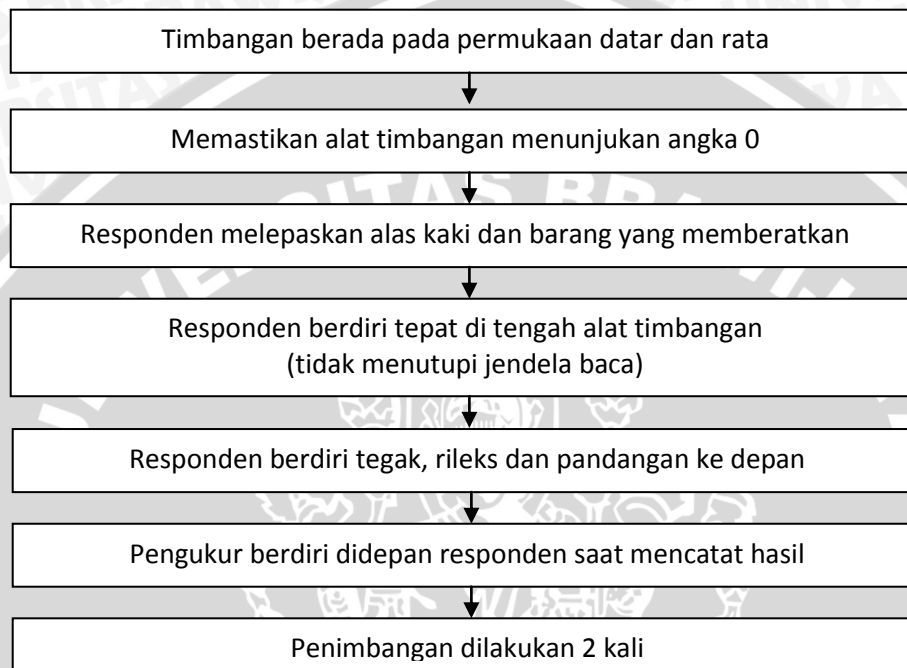 Timbangan berada pada permukaan datar dan rata
Memastikan alat timbangan menunjukan angka 0
Responden melepaskan alas kaki dan barang yang memberatkan
Responden berdiri tepat di tengah alat timbangan
(tidak menutupi jendela baca)
Responden berdiri tegak, rileks dan pandangan ke depan
Pengukur berdiri didepan responden saat mencatat hasil
Penimbangan dilakukan 2 kali